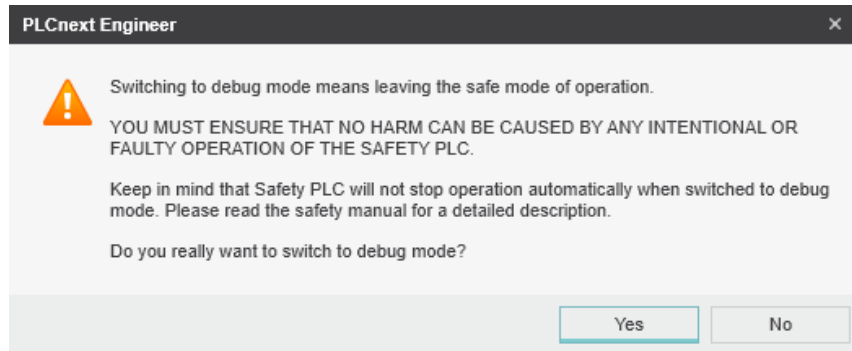 PLCnext Engineer
Switching to debug mode means leaving the safe mode of operation.
YOU MUST ENSURE THAT NO HARM CAN BE CAUSED BY ANY INTENTIONAL OR
FAULTY OPERATION OF THE SAFETY PLC.
Keep in mind that Safety PLC will not stop operation automatically when switched to debug
mode. Please read the safety manual for a detailed description.
Do you really want to switch to debug mode?
Yes
No